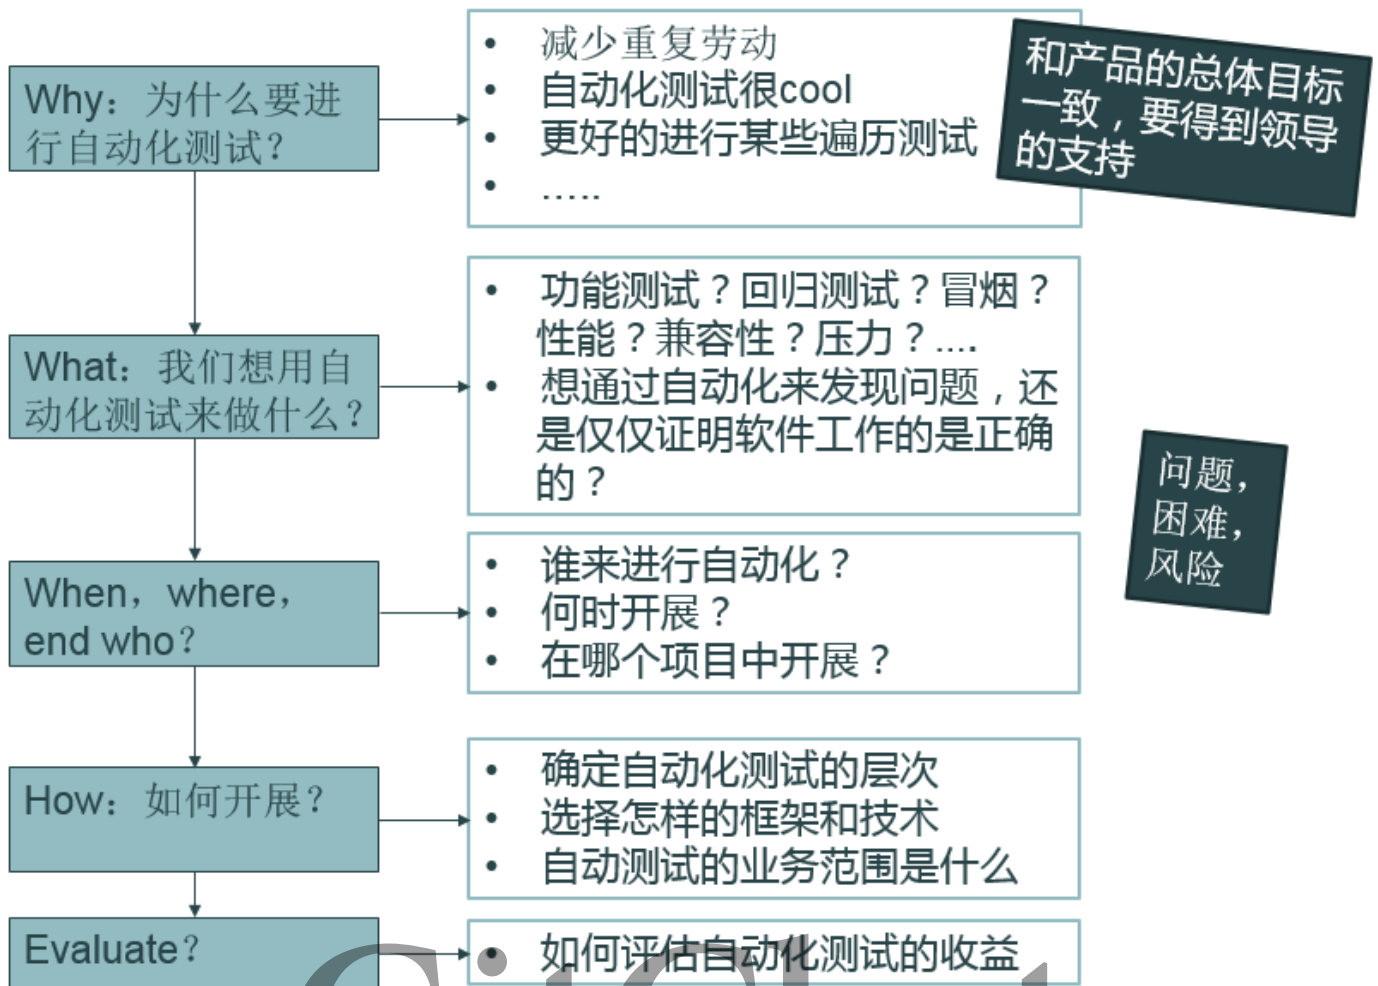 Why：为什么要进
行自动化测试？
• 减少重复劳动
• 自动化测试很cool
• 更好的进行某些遍历测试
• …..
和产品的总体目标
一致，要得到领导
的支持
What：我们想用自
动化测试来做什么？
• 功能测试？回归测试？冒烟？
性能？兼容性？压力？....
• 想通过自动化来发现问题，还
是仅仅证明软件工作的是正确
的？
问题，
困难，
风险
When，where，
end who？
• 谁来进行自动化？
• 何时开展？
• 在哪个项目中开展？
How：如何开展？
• 确定自动化测试的层次
• 选择怎样的框架和技术
• 自动测试的业务范围是什么
Evaluate？
• 如何评估自动化测试的收益